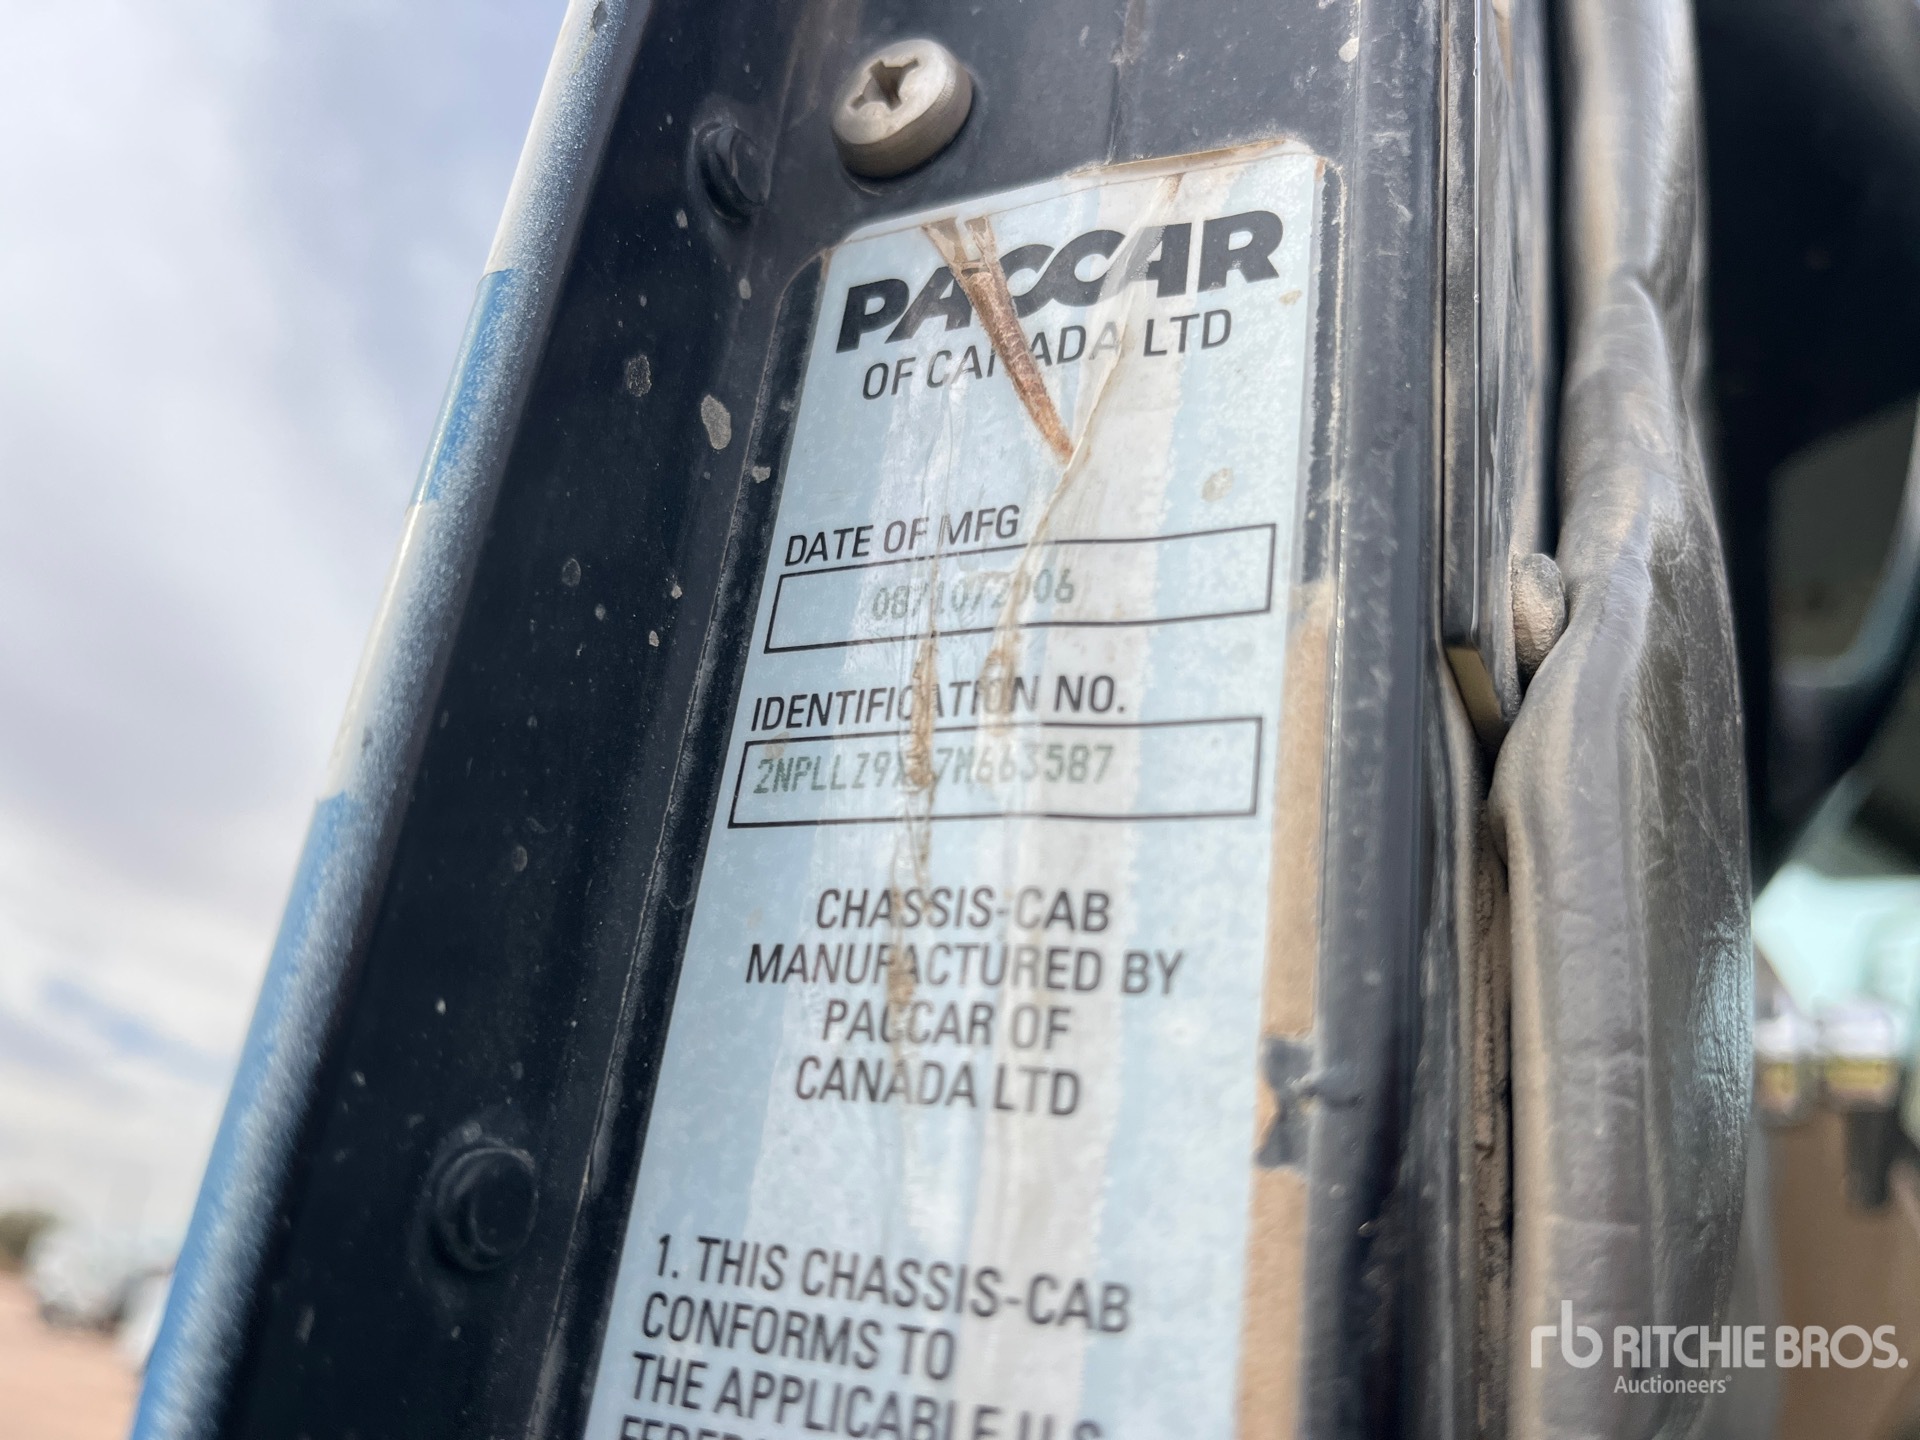 PACCAR
OF CANADA LTD
DATE OF MFG
08/10/2006
IDENTIFICATION NO.
CHASSIS-CAB
MANUFACTURED BY
PACCAR OF
CANADA LTD
1. THIS CHASSIS-CAB
CONFORMS TO
THE APPLICABLE U.S.
rb RITCHIE BROS.
Auctioneers